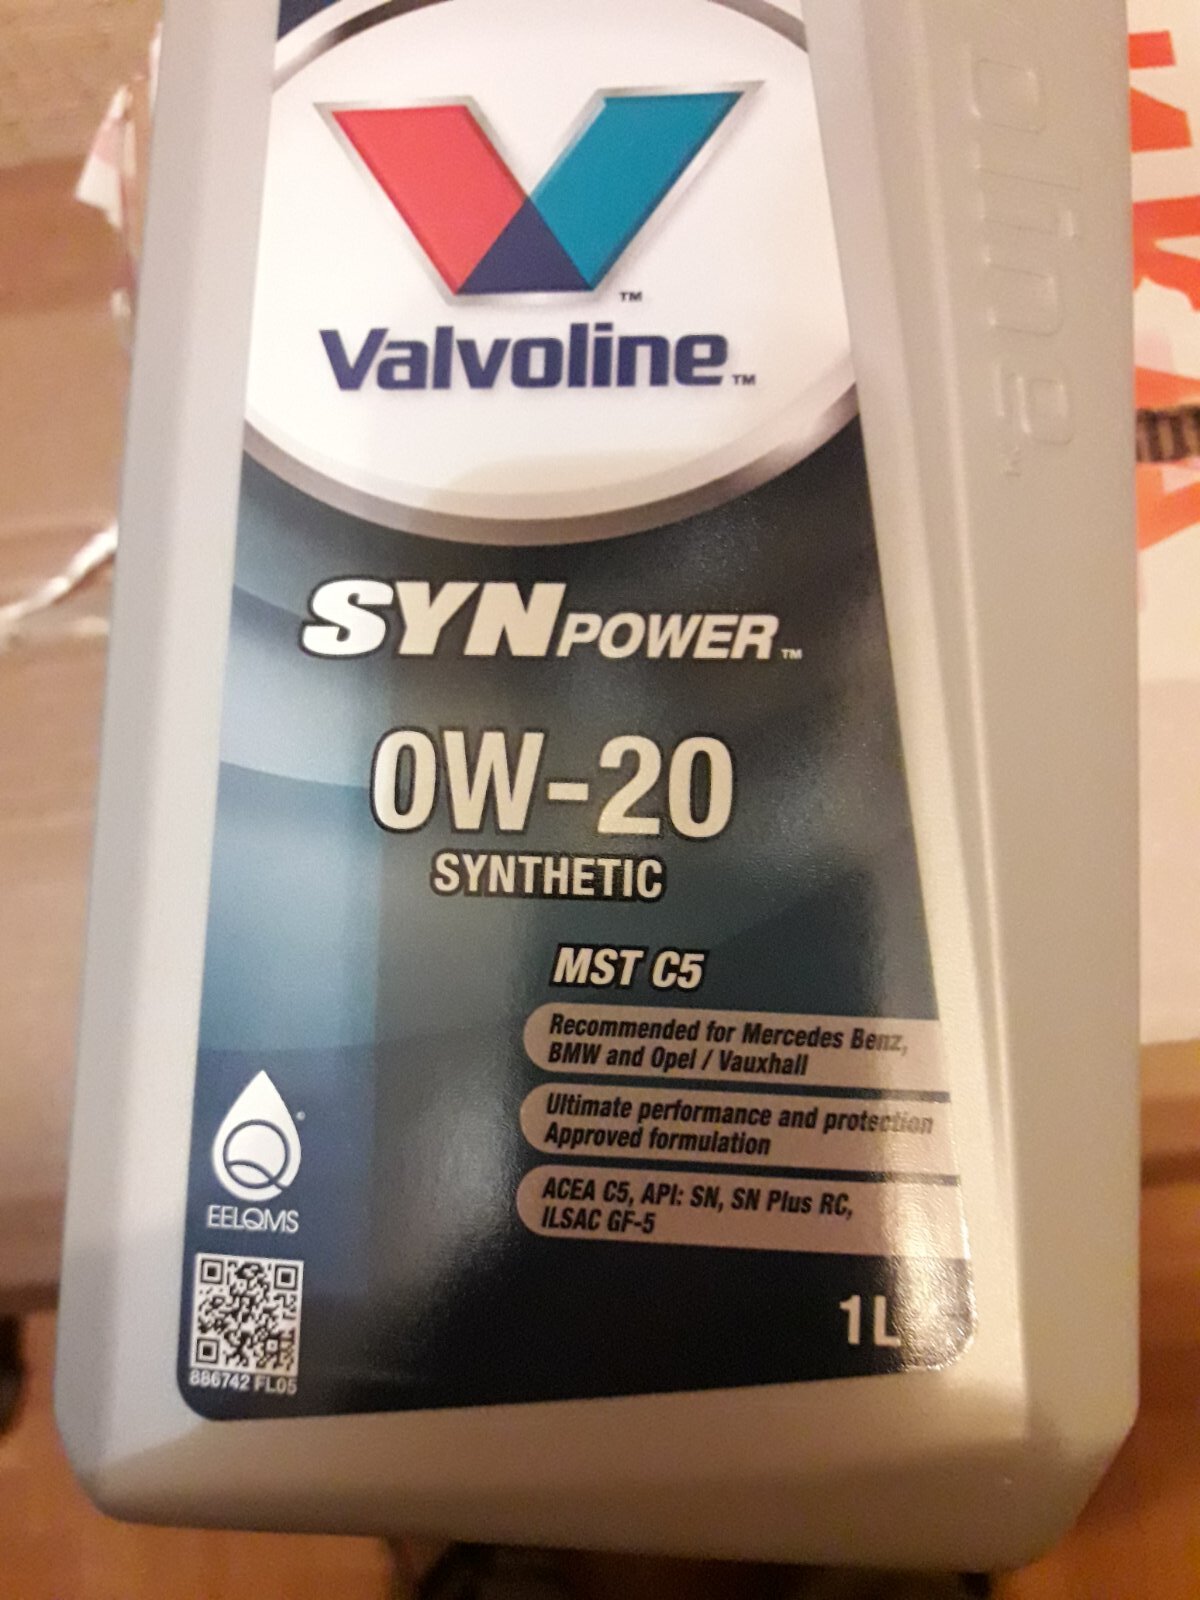 Valvoline™
SYNPOWER™
0W-20
SYNTHETIC
MST C5
Recommended for Mercedes Benz,
BMW and Opel / Vauxhall
Ultimate performance and protection
Approved formulation
ACEA C5, API: SN, SN Plus RC,
ILSAC GF-5
EELQMS
1L
886742 FL05